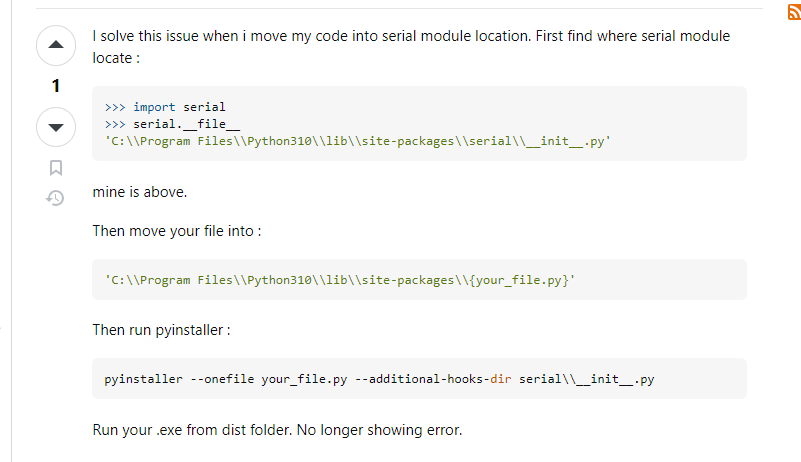 I solve this issue when i move my code into serial module location. First find where serial module
locate :
1
>>> import serial
>>> serial.__file__
'C:\\Program Files\\Python310\\lib\\site-packages\\serial\\__init__.py'
mine is above.
Then move your file into :
'C:\\Program Files\\Python310\\lib\\site-packages\\{your_file.py}'
Then run pyinstaller :
pyinstaller --onefile your_file.py --additional-hooks-dir serial\\__init__.py
Run your .exe from dist folder. No longer showing error.